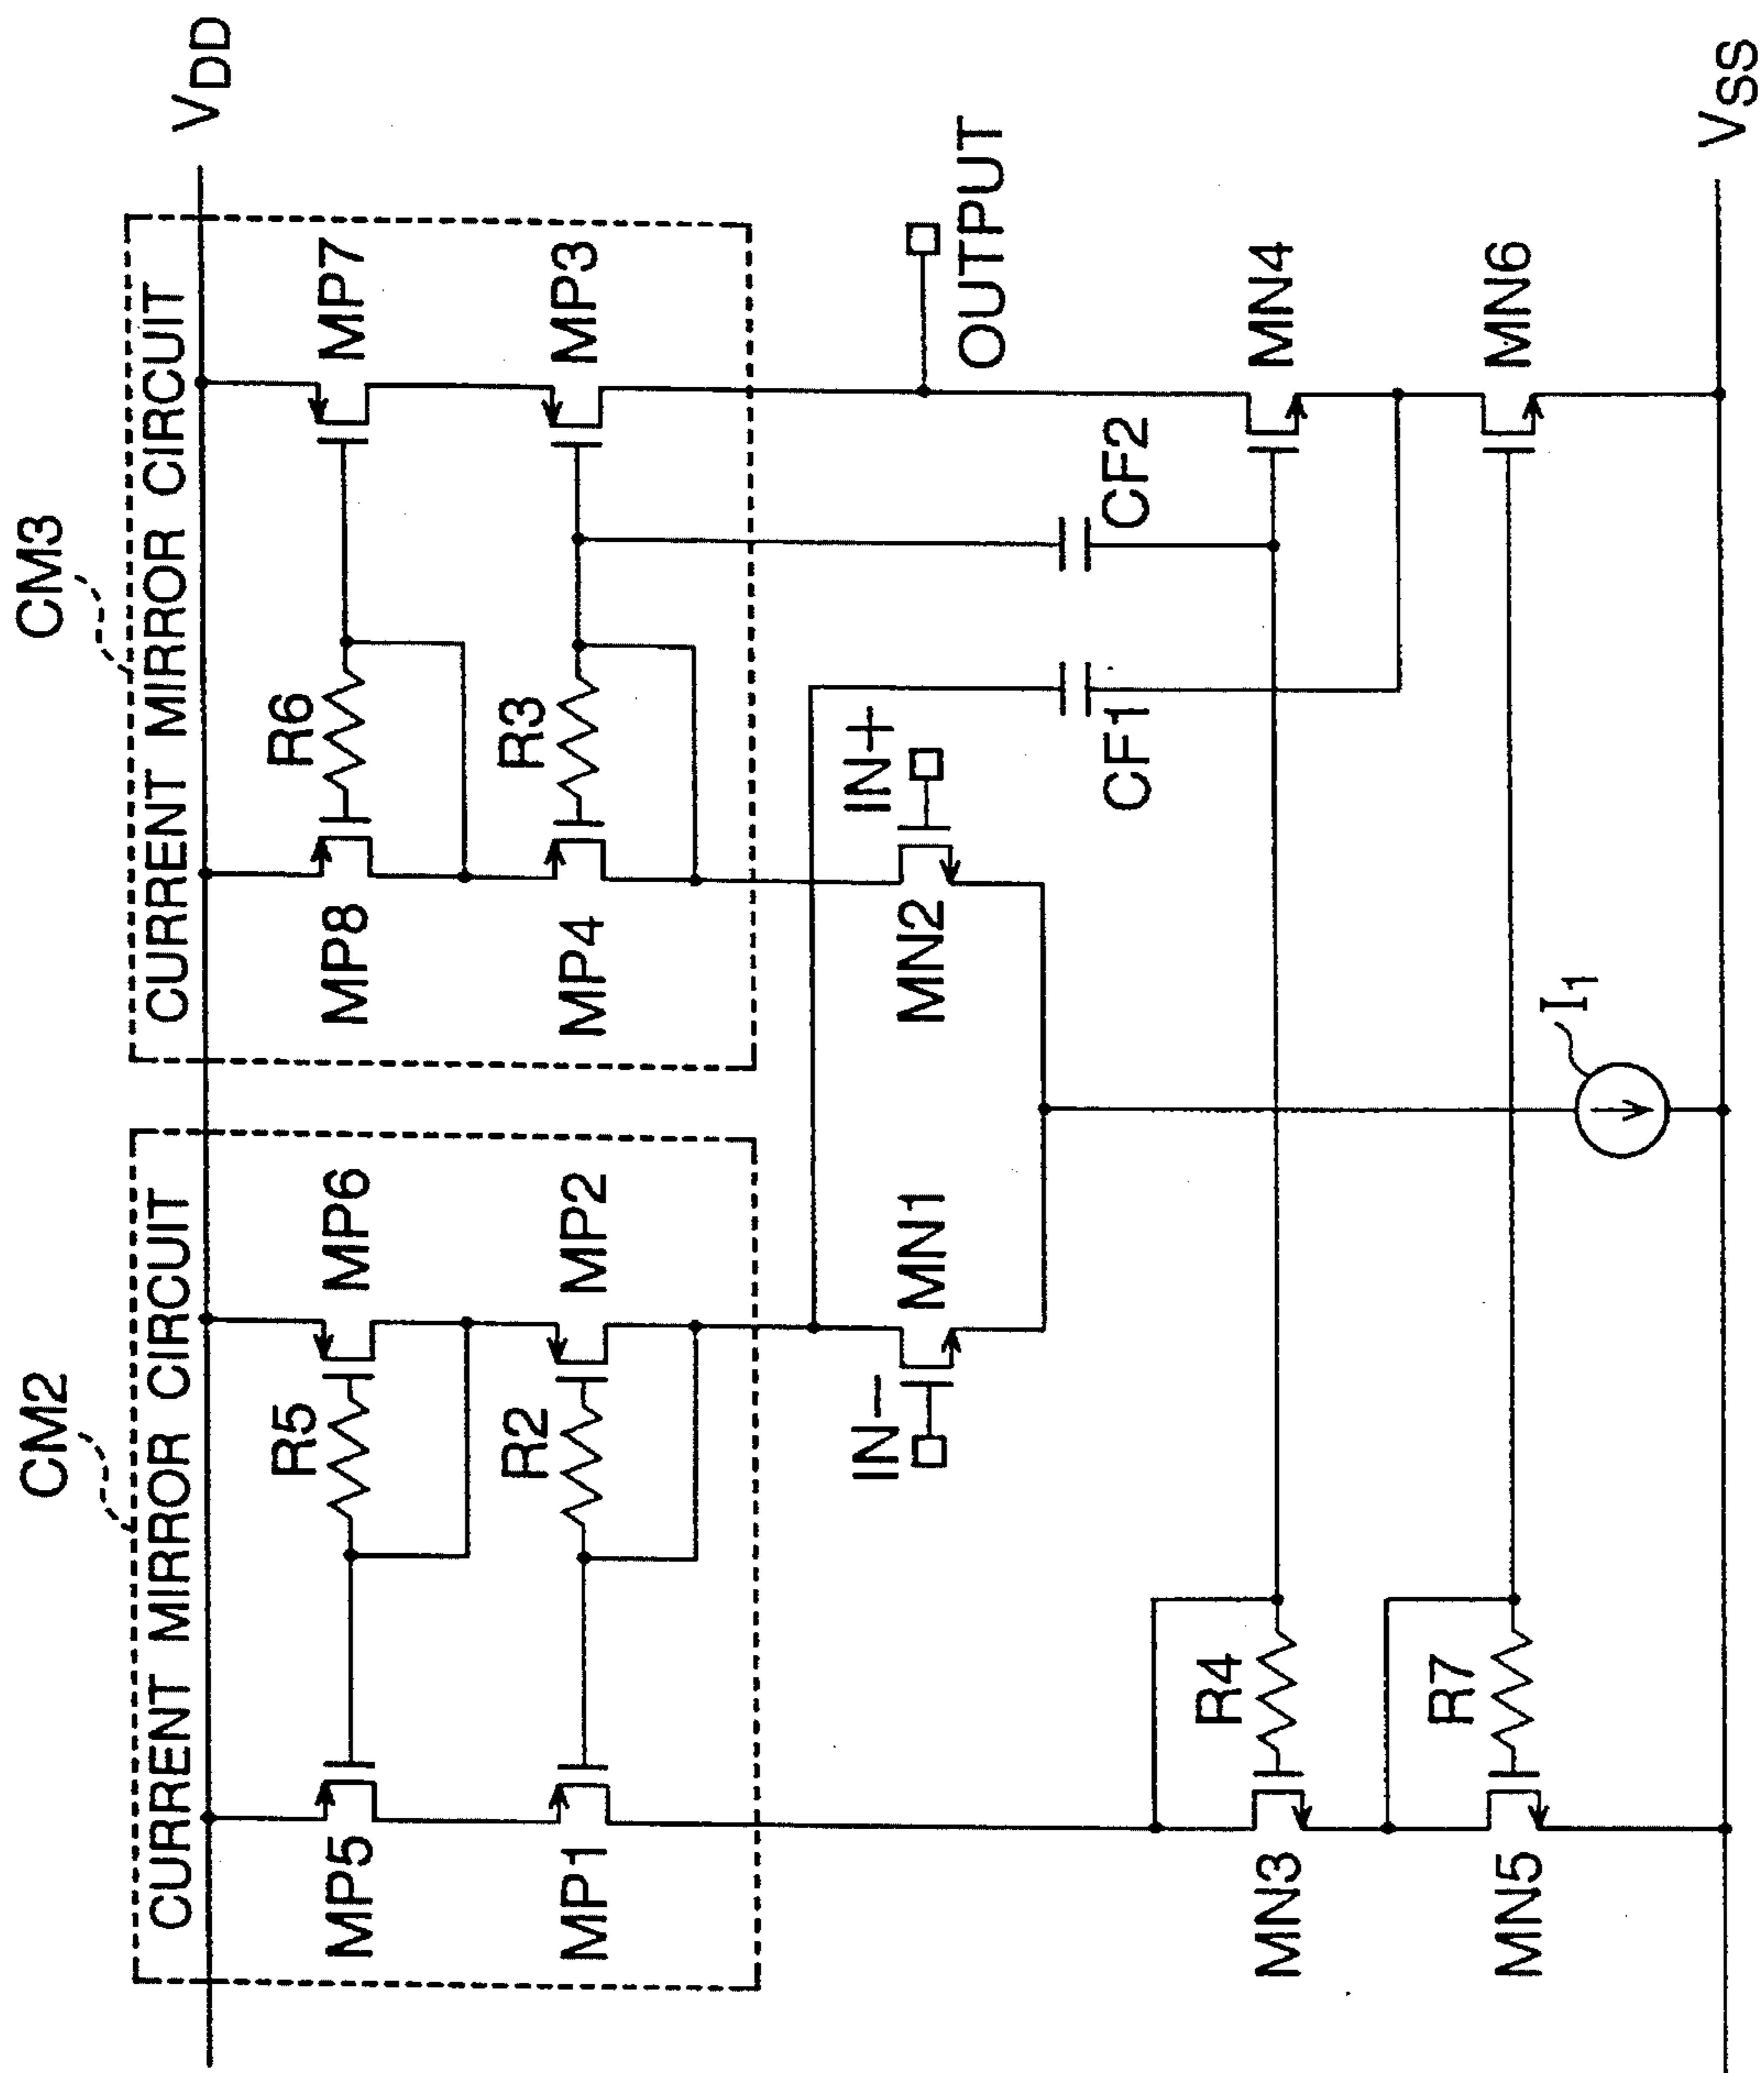 CM2
CM3
CURRENT MIRROR CIRCUIT
CURRENT MIRROR CIRCUIT
VDD
MP5
R5
MP6
MP8
R6
MP7
MP1
R2
MP2
MP4
R3
MP3
IN−
MN1
MN2
IN+
OUTPUT
CF1
CF2
MN3
R4
MN4
MN5
R7
I1
MN6
VSS